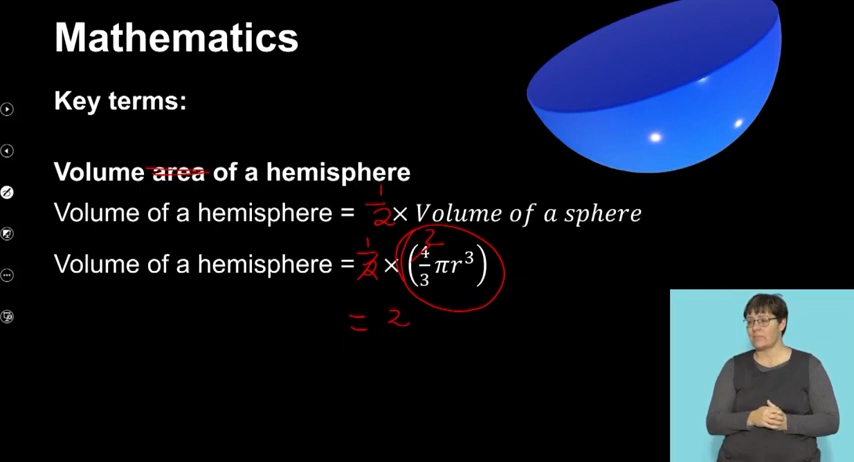 Mathematics
Key terms:
Volume area of a hemisphere
Volume of a hemisphere = 1/2 × Volume of a sphere
Volume of a hemisphere = 1/2 × (4/3 πr³)
2
= 2